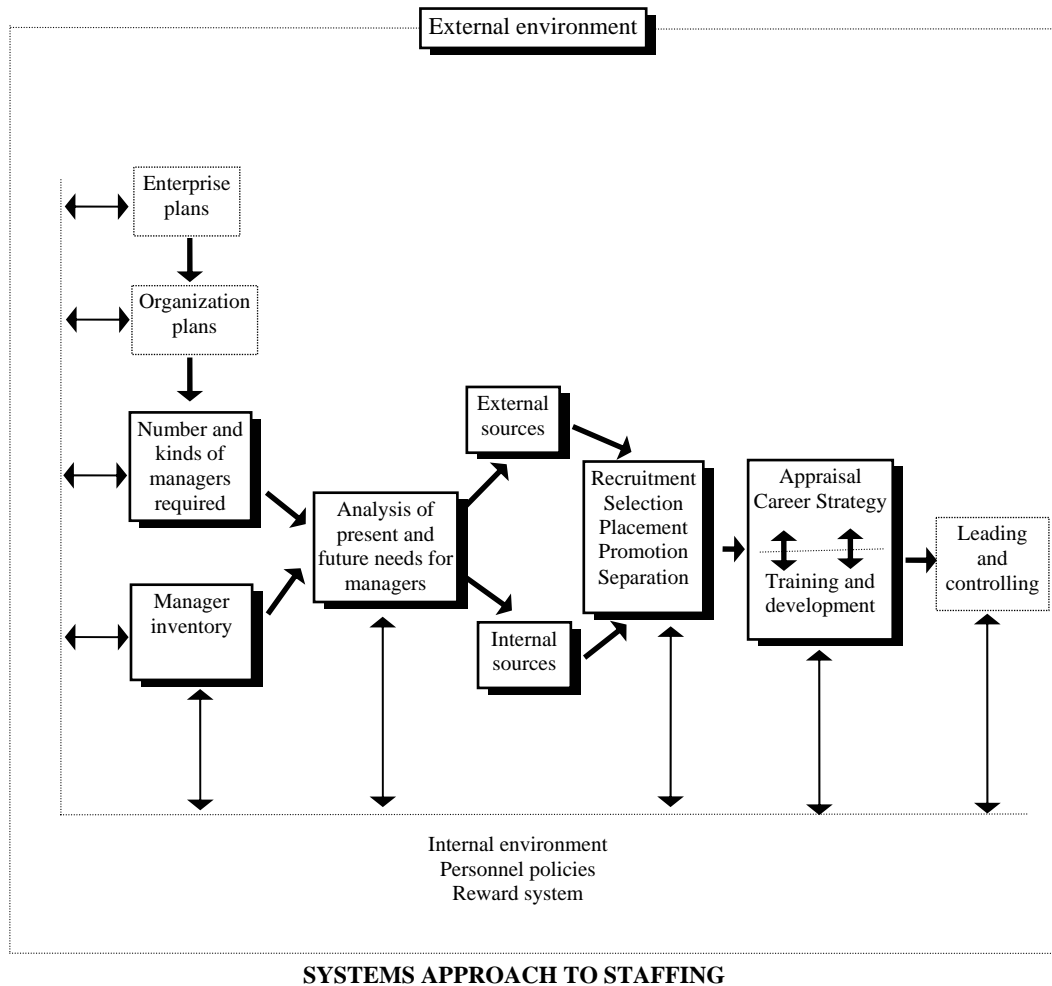 External environment
Enterprise
plans
Organization
plans
Number and
kinds of
managers
required
Manager
inventory
Analysis of
present and
future needs for
managers
External
sources
Internal
sources
Recruitment
Selection
Placement
Promotion
Separation
Appraisal
Career Strategy
Training and
development
Leading
and
controlling
Internal environment
Personnel policies
Reward system
SYSTEMS APPROACH TO STAFFING